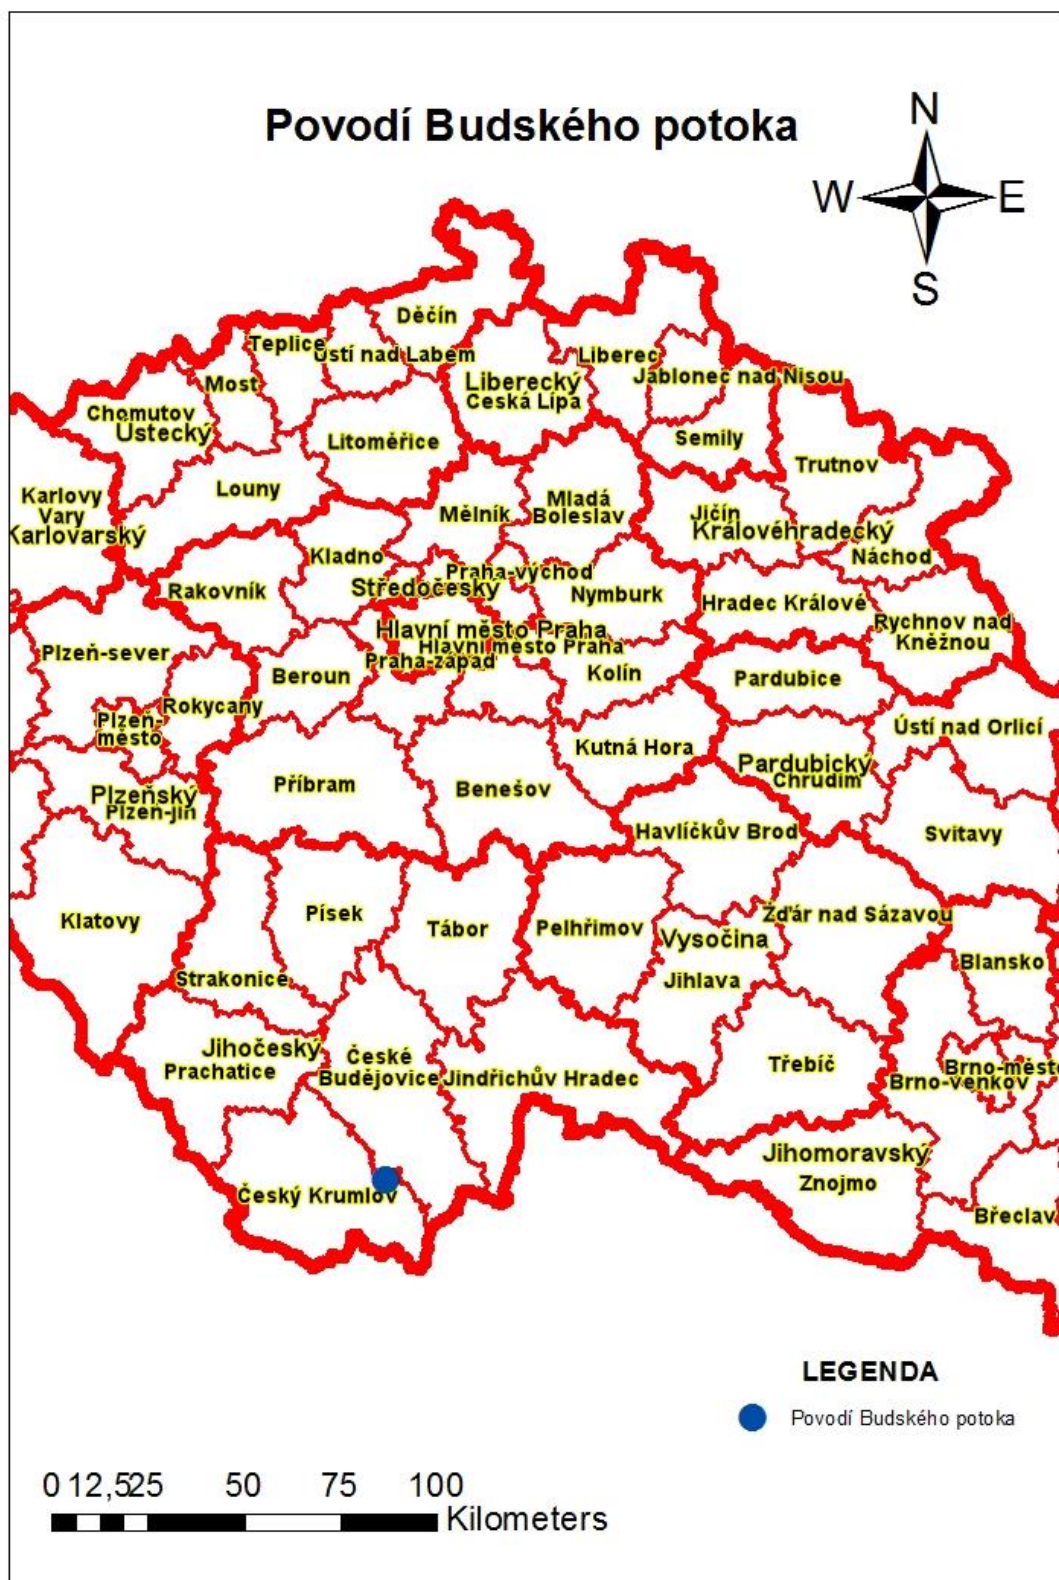 Povodí Budského potoka
N
W E
S
Děčín
Teplice
Ústí nad Labem
Liberec
Most
Jablonec nad Nisou
Liberecký
Česká Lípa
Chomutov
Ústecký
Semily
Litoměřice
Trutnov
Louny
Karlovy
Vary
Karlovarský
Mladá
Boleslav
Mělník
Jičín
Královéhradecký
Náchod
Kladno
Praha-východ
Středočeský
Rakovník
Nymburk
Hradec Králové
Rychnov nad
Kněžnou
Hlavní město Praha
Hlavní město Praha
Praha-západ
Plzeň-sever
Beroun
Kolín
Pardubice
Rokycany
Plzeň-
město
Ústí nad Orlicí
Kutná Hora
Pardubický
Chrudim
Příbram
Benešov
Plzeňský
Plzeň-jih
Havlíčkův Brod
Svitavy
Klatovy
Písek
Tábor
Pelhřimov
Žďár nad Sázavou
Vysočina
Blansko
Strakonice
Jihlava
Jihočeský
Prachatice
České
Budějovice
Jindřichův Hradec
Třebíč
Brno-město
Brno-venkov
Jihomoravský
Znojmo
Český Krumlov
Břeclav
LEGENDA
Povodí Budského potoka
0 12,5 25 50 75 100
Kilometers